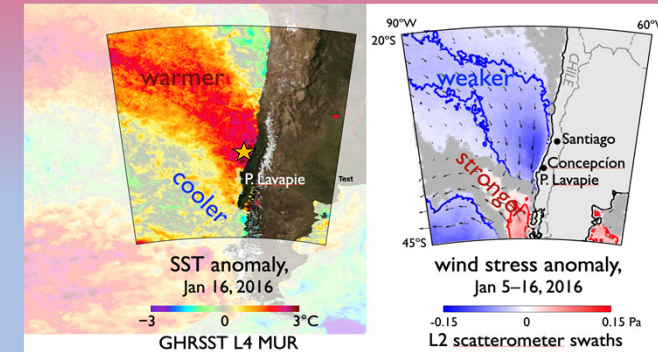 warmer
cooler
P. Lavapie
Text
SST anomaly,
Jan 16, 2016
−3 0 3°C
GHRSST L4 MUR
90°W 60°W
20°S
weaker
CHILE
Santiago
Concepcíon
P. Lavapie
stronger
45°S
wind stress anomaly,
Jan 5–16, 2016
-0.15 0 0.15 Pa
L2 scatterometer swaths